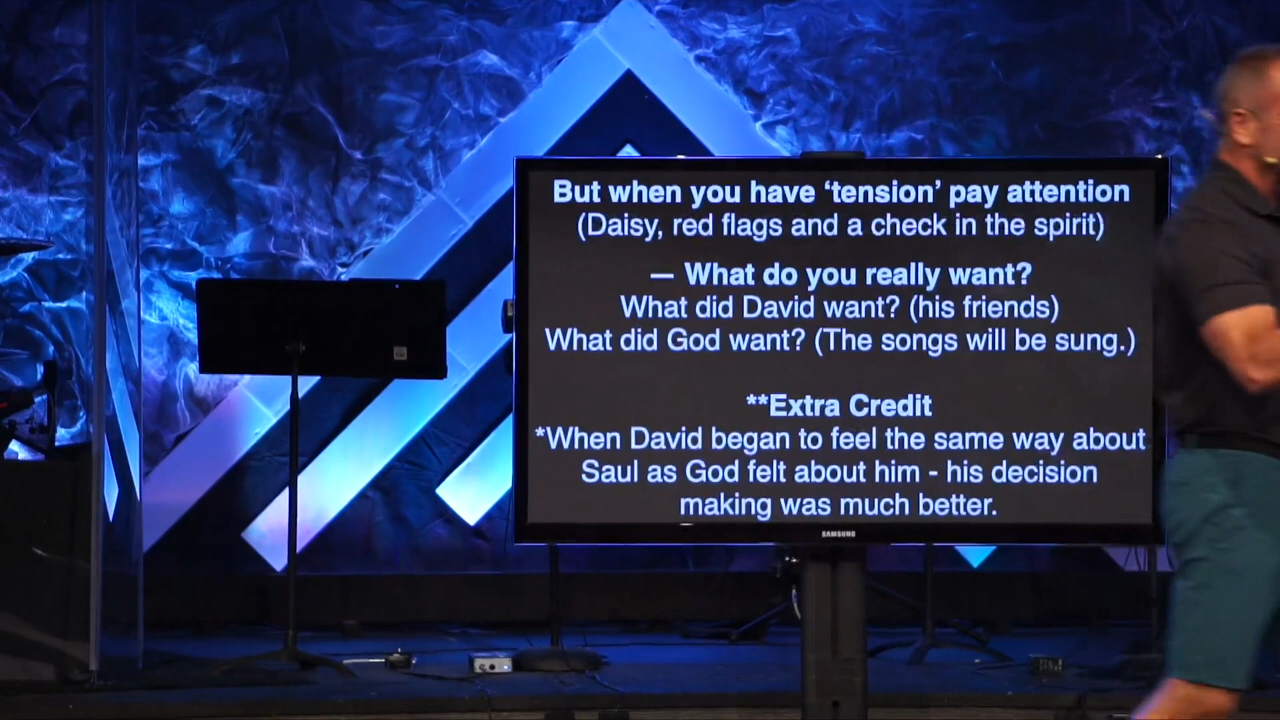 But when you have ‘tension’ pay attention
(Daisy, red flags and a check in the spirit)
— What do you really want?
What did David want? (his friends)
What did God want? (The songs will be sung.)
**Extra Credit
*When David began to feel the same way about
Saul as God felt about him - his decision
making was much better.
SAMSUNG